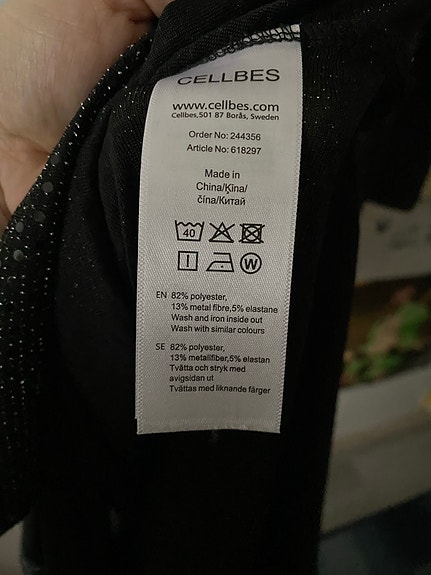 CELLBES
www.cellbes.com
Cellbes,501 87 Borås, Sweden
Order No: 244356
Article No: 618297
Made in
China/Ķīna/
čína/Китай
40
W
EN 82% polyester,
13% metal fibre,5% elastane
Wash and iron inside out
Wash with similar colours
SE 82% polyester,
13% metallfiber,5% elastan
Tvätta och stryk med
avigsidan ut
Tvättas med liknande färger